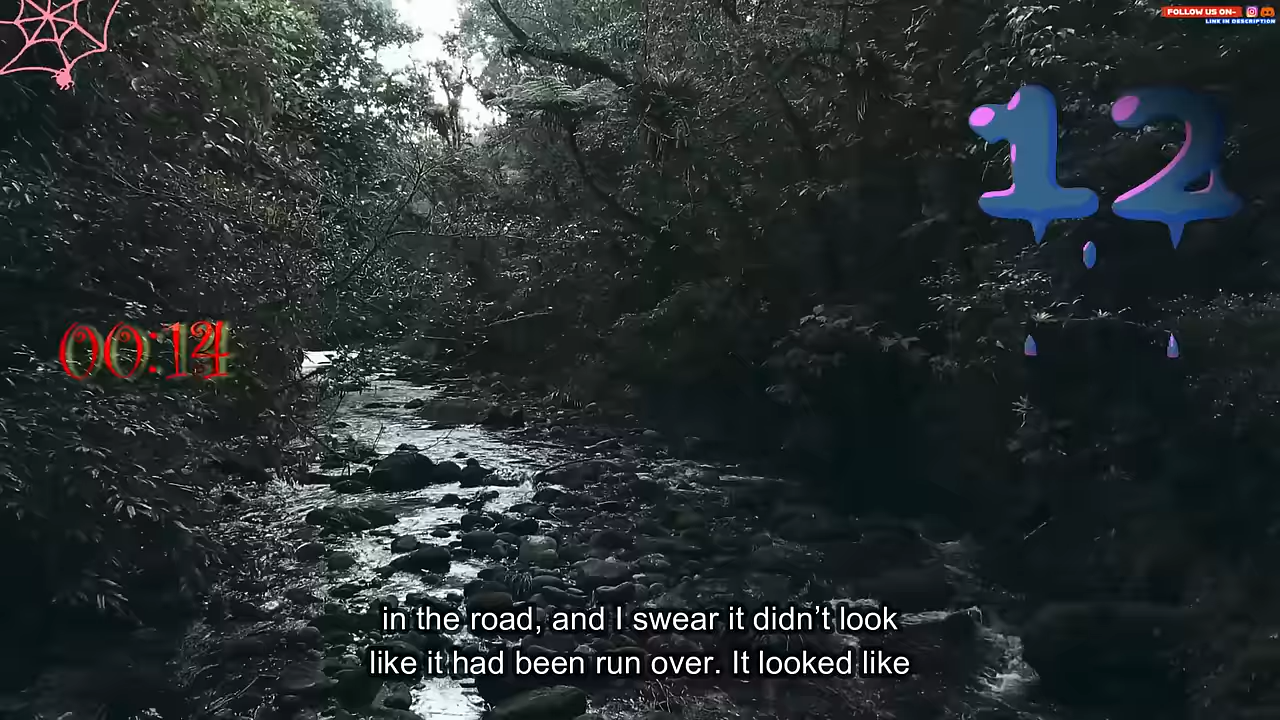 FOLLOW US ON-
LINK IN DESCRIPTION
12
00:14
in the road, and I swear it didn’t look
like it had been run over. It looked like